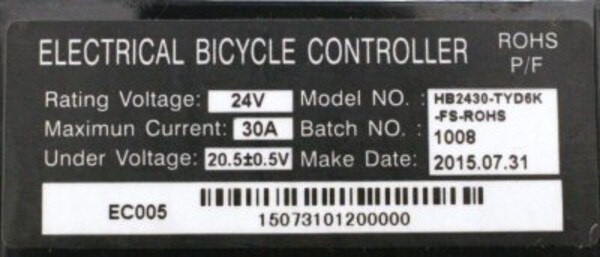 ELECTRICAL BICYCLE CONTROLLER ROHS P/F
Rating Voltage: 24V Model NO. : HB2430-TYD6K
-FS-ROHS
Maximun Current: 30A Batch NO. : 1008
Under Voltage: 20.5±0.5V Make Date: 2015.07.31
EC005
15073101200000